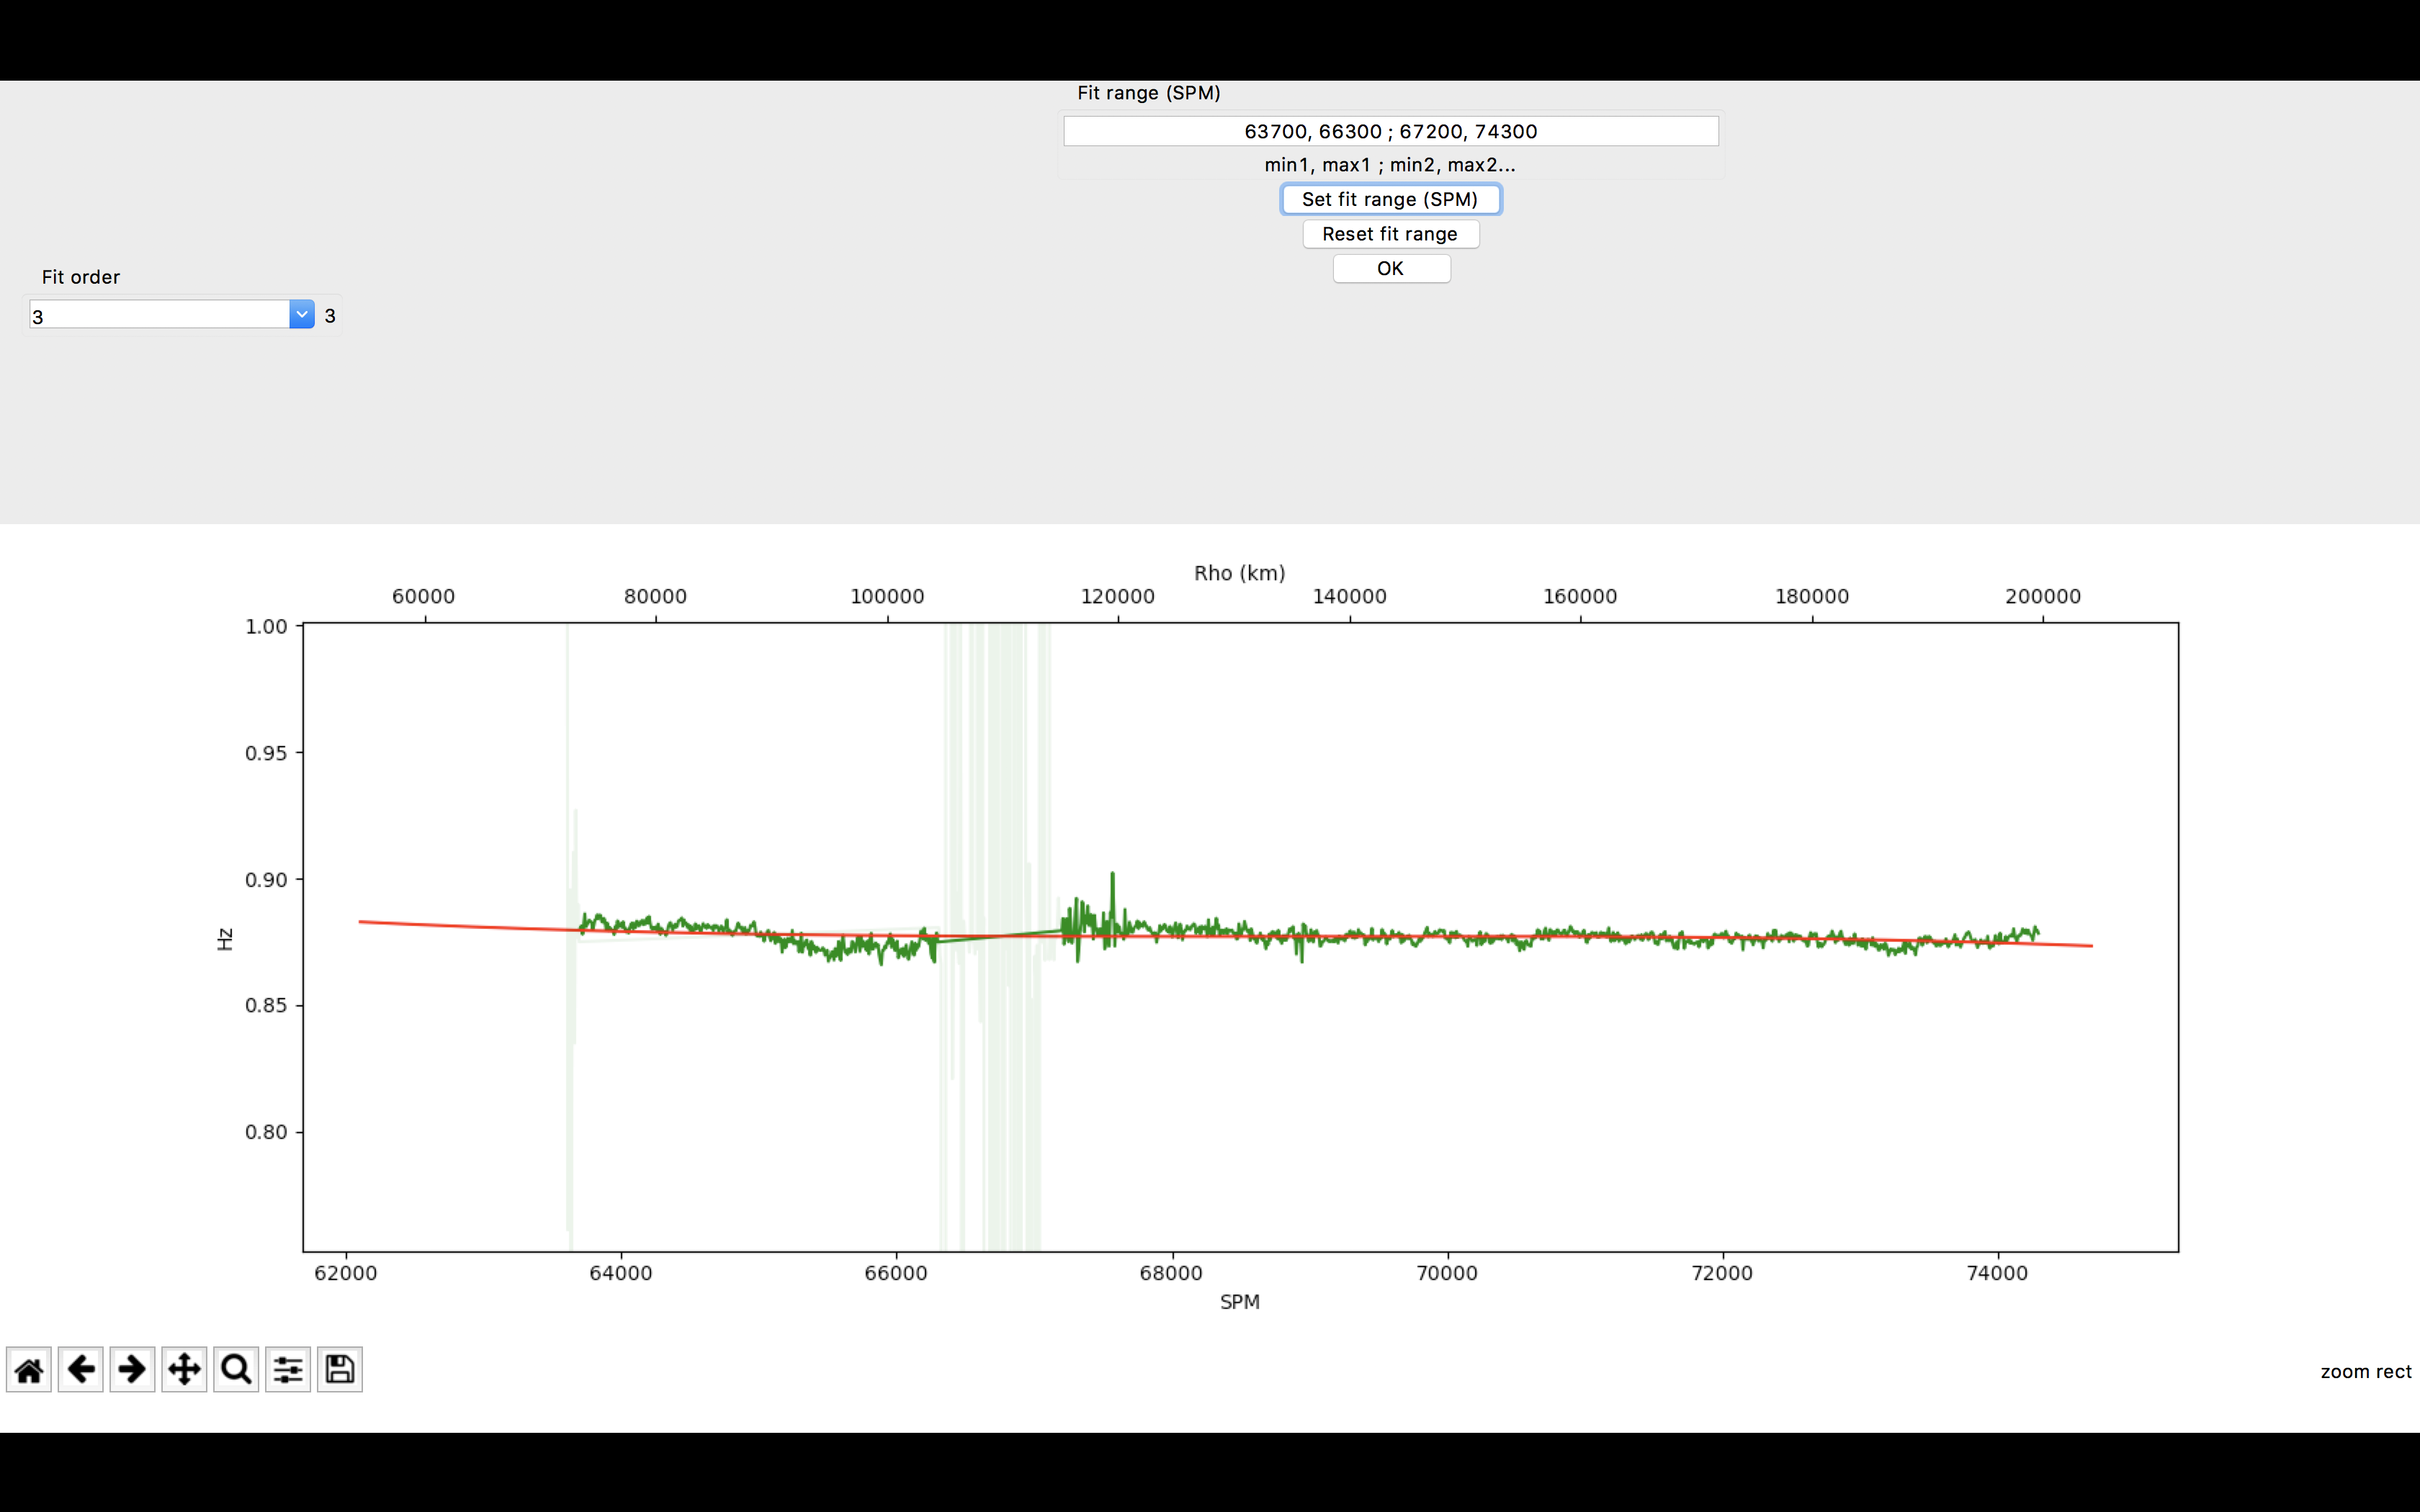 Fit range (SPM)
63700, 66300 ; 67200, 74300
min1, max1 ; min2, max2...
Set fit range (SPM)
Reset fit range
OK
Fit order
3 3
Rho (km)
60000 80000 100000 120000 140000 160000 180000 200000
1.00
0.95
0.90
0.85
0.80
Hz
62000 64000 66000 68000 70000 72000 74000
SPM
zoom rect